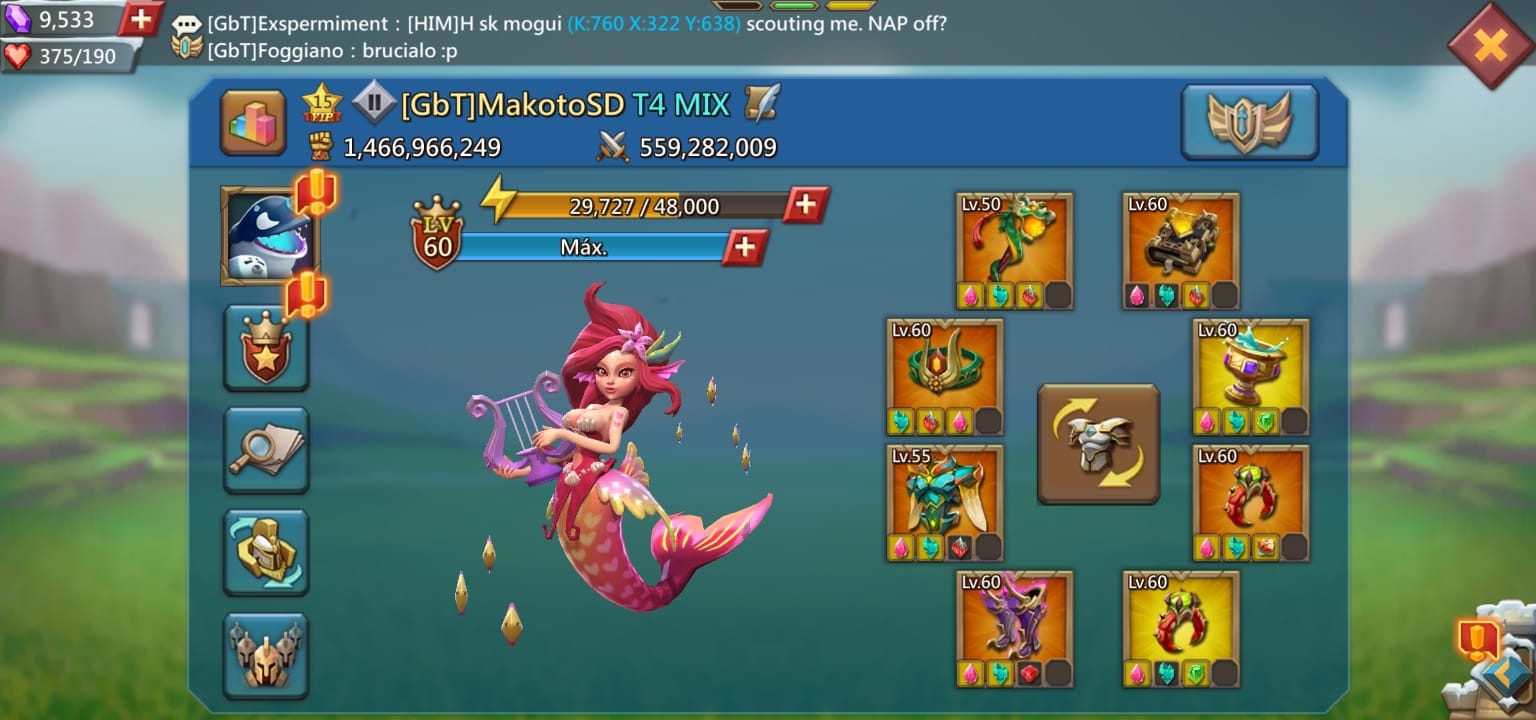 9,533
[GbT]Exspermiment : [HIM]H sk mogui (K:760 X:322 Y:638) scouting me. NAP off?
375/190
[GbT]Foggiano : brucialo :p
15
VIP
II
[GbT]MakotoSD T4 MIX
1,466,966,249
559,282,009
LV
60
29,727 / 48,000
Máx.
Lv.50
Lv.60
Lv.60
Lv.60
Lv.55
Lv.60
Lv.60
Lv.60